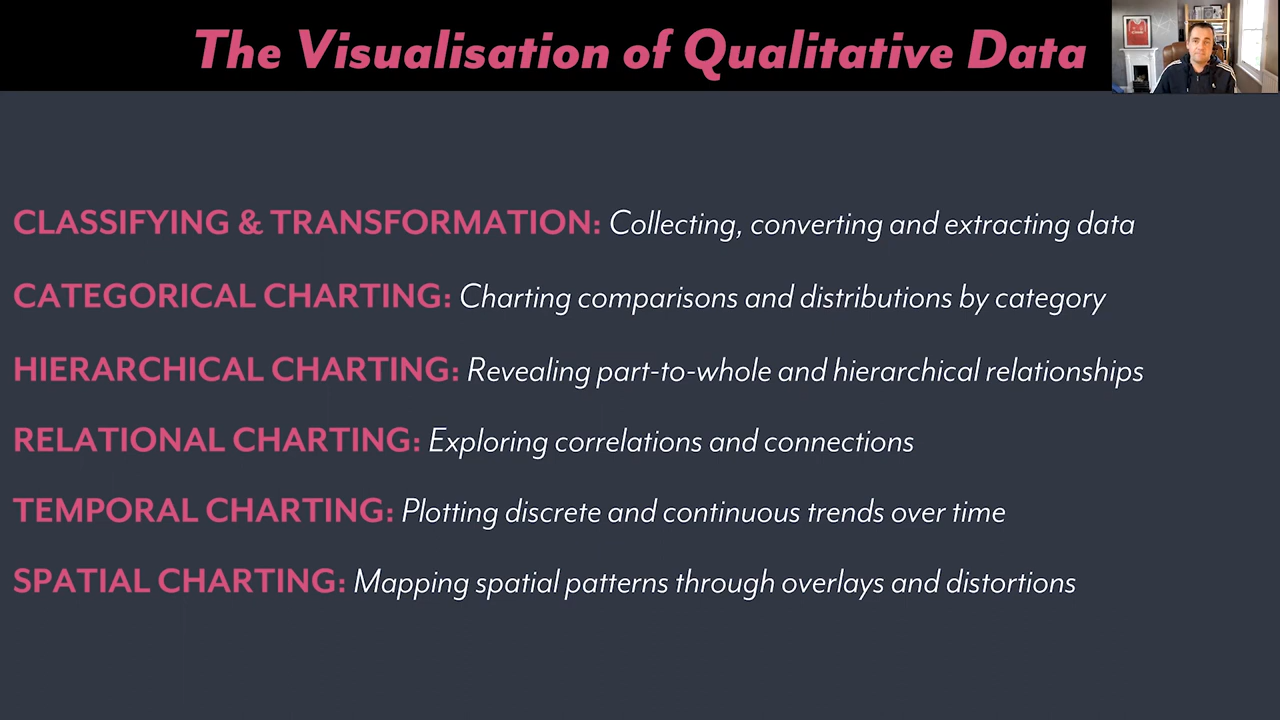 The Visualisation of Qualitative Data
CLASSIFYING & TRANSFORMATION: Collecting, converting and extracting data
CATEGORICAL CHARTING: Charting comparisons and distributions by category
HIERARCHICAL CHARTING: Revealing part-to-whole and hierarchical relationships
RELATIONAL CHARTING: Exploring correlations and connections
TEMPORAL CHARTING: Plotting discrete and continuous trends over time
SPATIAL CHARTING: Mapping spatial patterns through overlays and distortions